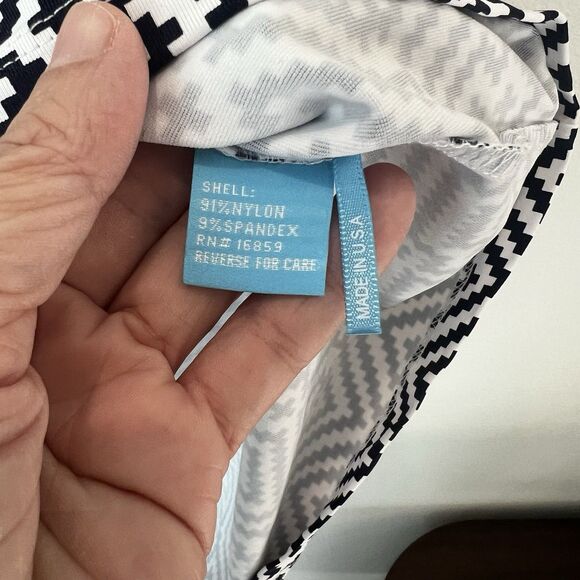 SHELL:
91%NYLON
9%SPANDEX
RN# 16859
REVERSE FOR CARE
MADE IN U.S.A